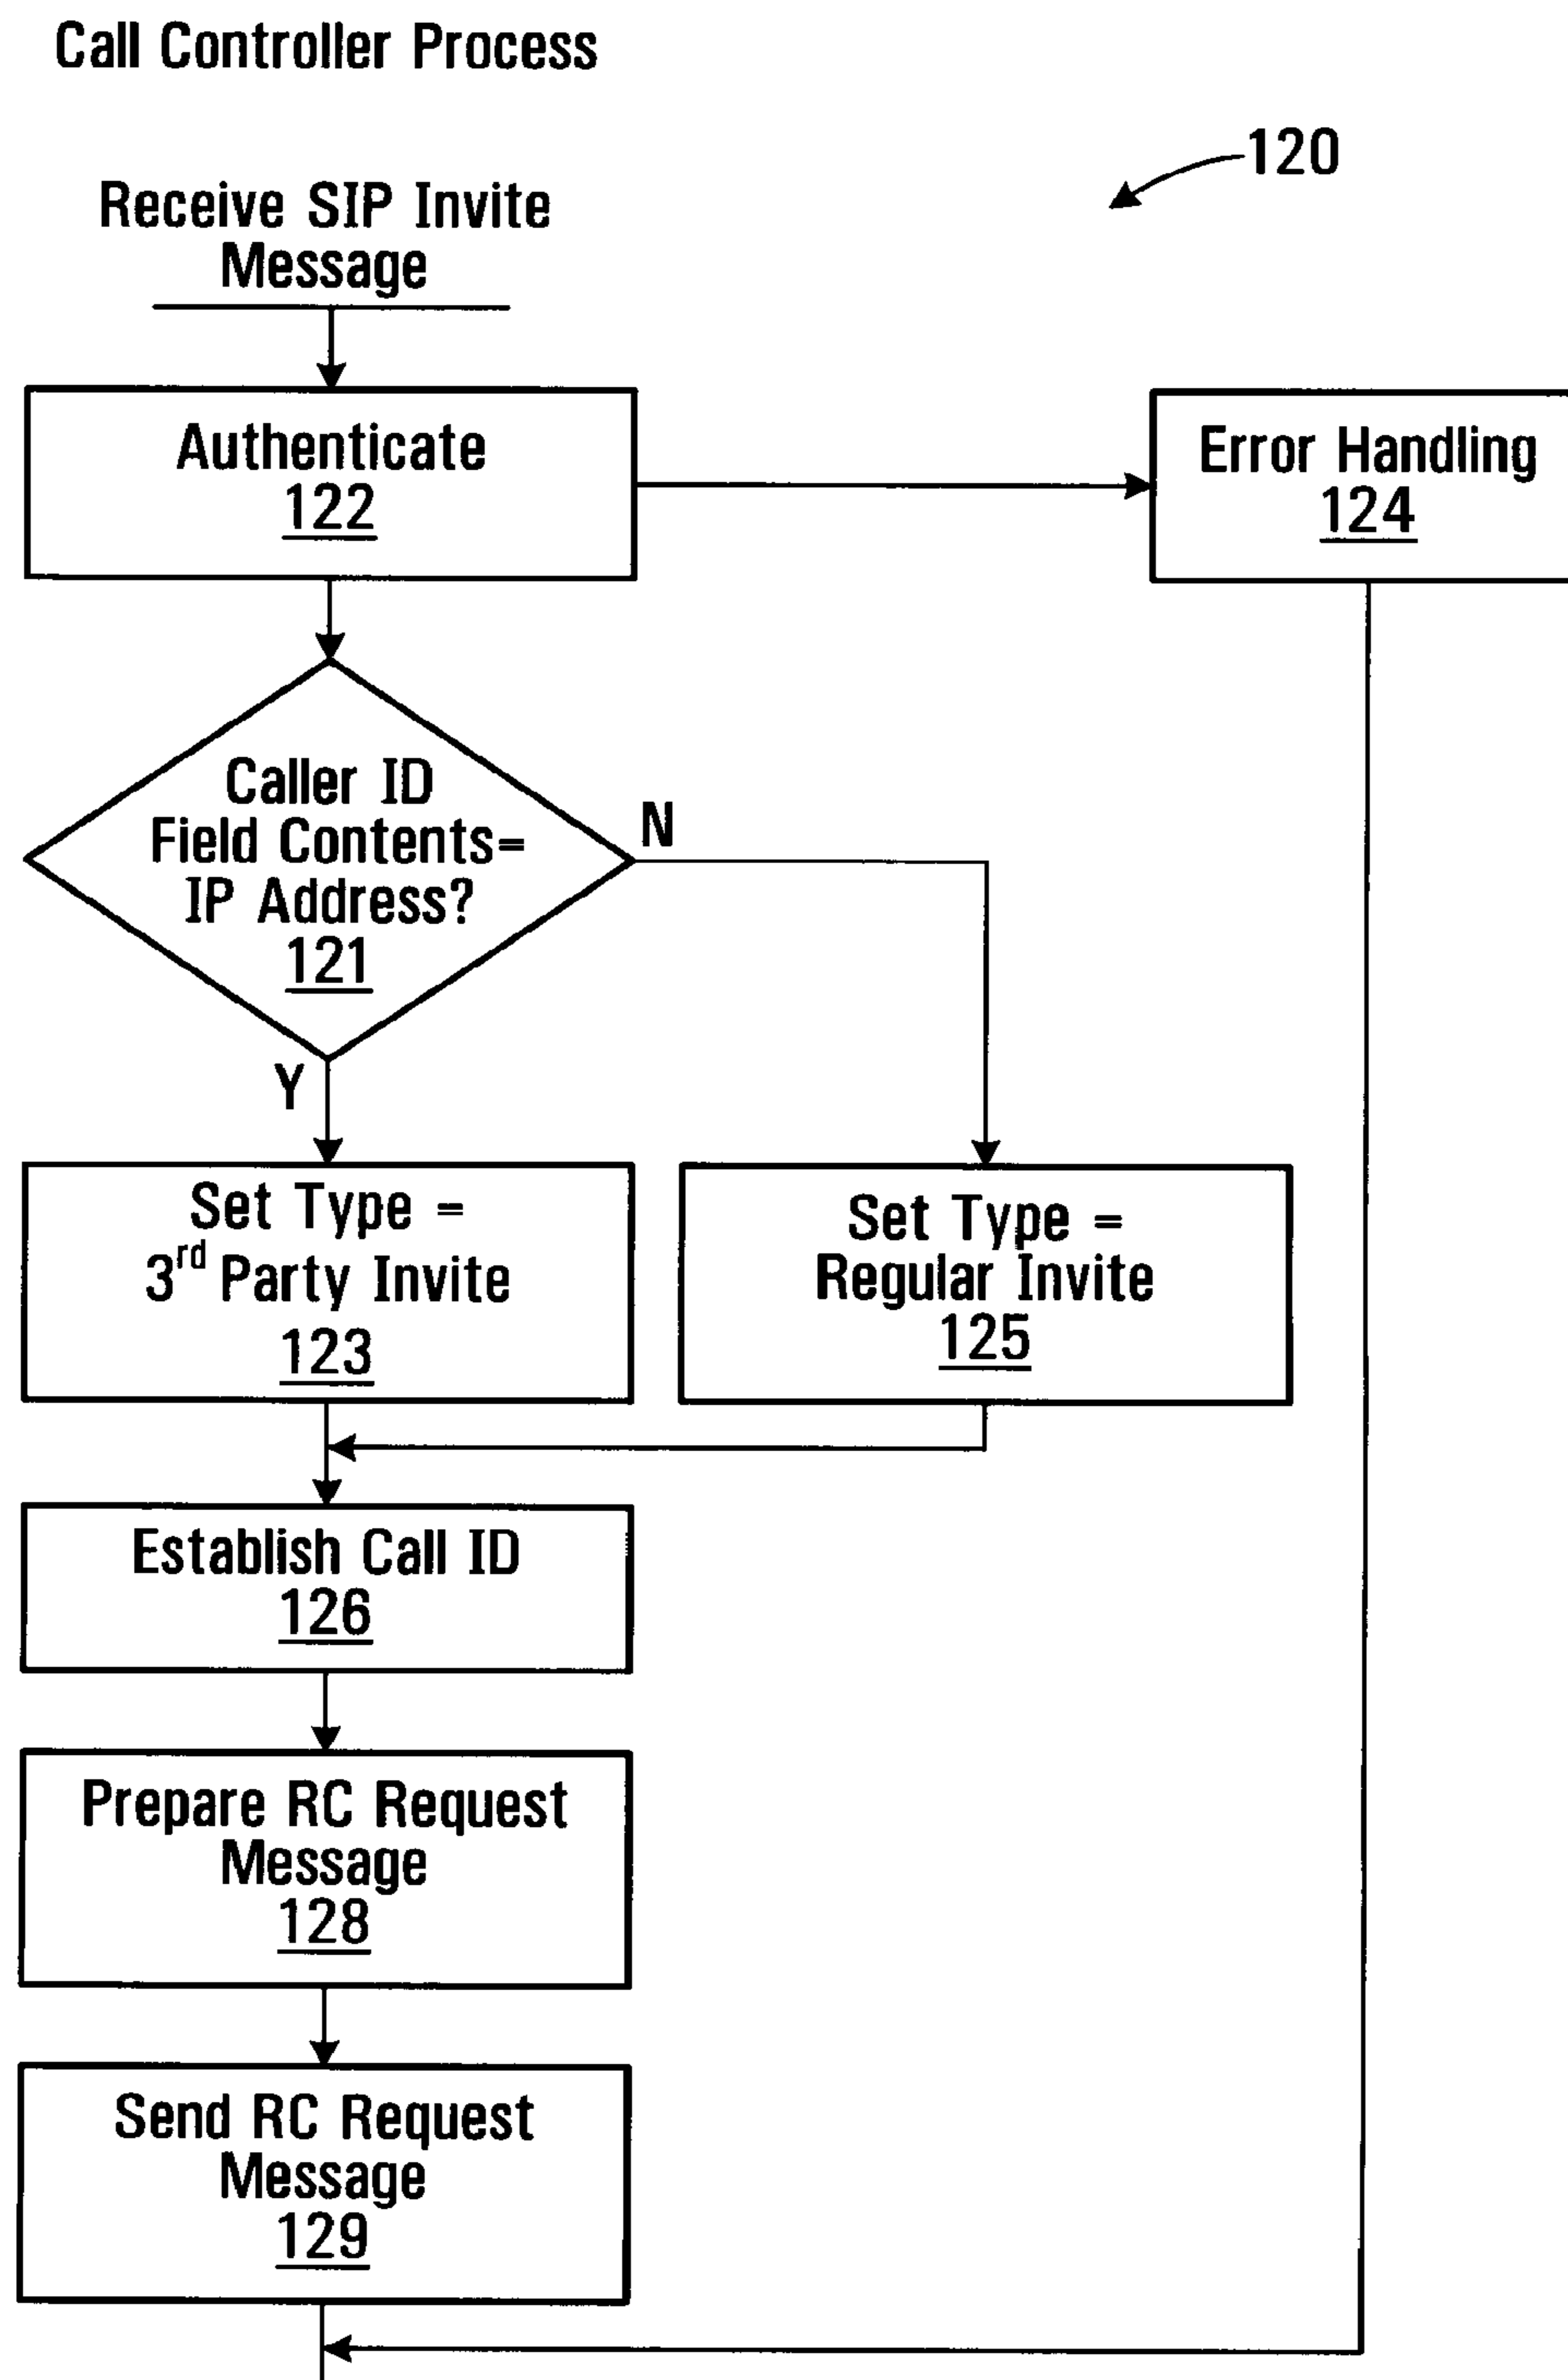 Call Controller Process
120
Receive SIP Invite
Message
Authenticate
122
Error Handling
124
Caller ID
Field Contents=
IP Address?
121
N
Y
Set Type =
3rd Party Invite
123
Set Type =
Regular Invite
125
Establish Call ID
126
Prepare RC Request
Message
128
Send RC Request
Message
129